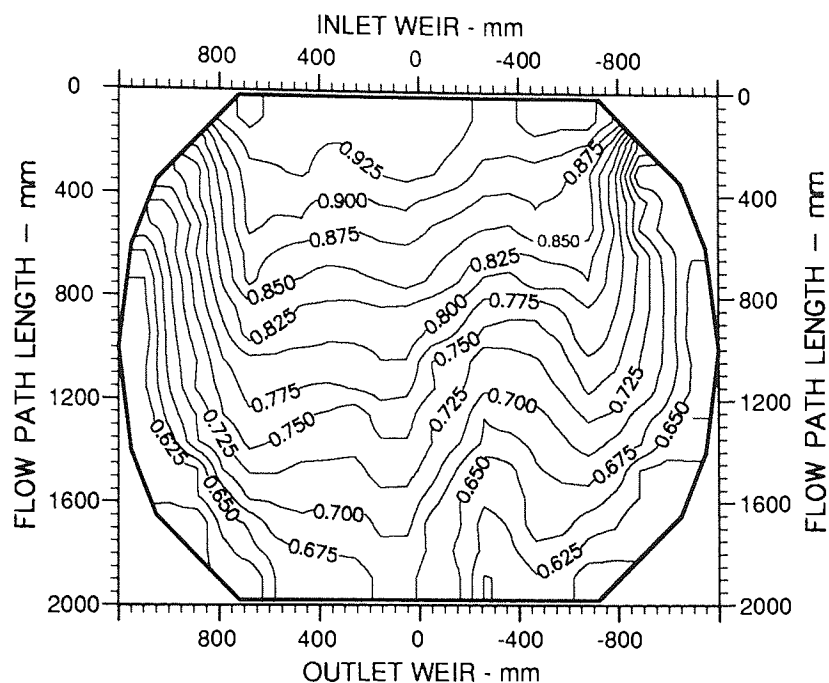 INLET WEIR - mm
800 400 0 -400 -800
0 0
0.925
0.875
400 0.900 400
0.875 0.850
0.825
800 0.850 0.800 0.775 800
0.825 0.750
1200 0.775 0.725 0.700 0.725 1200
0.725 0.750 0.650
0.625 0.650 0.675
1600 0.650 0.700 1600
0.675 0.625
2000 2000
FLOW PATH LENGTH — mm
FLOW PATH LENGTH — mm
800 400 0 -400 -800
OUTLET WEIR - mm